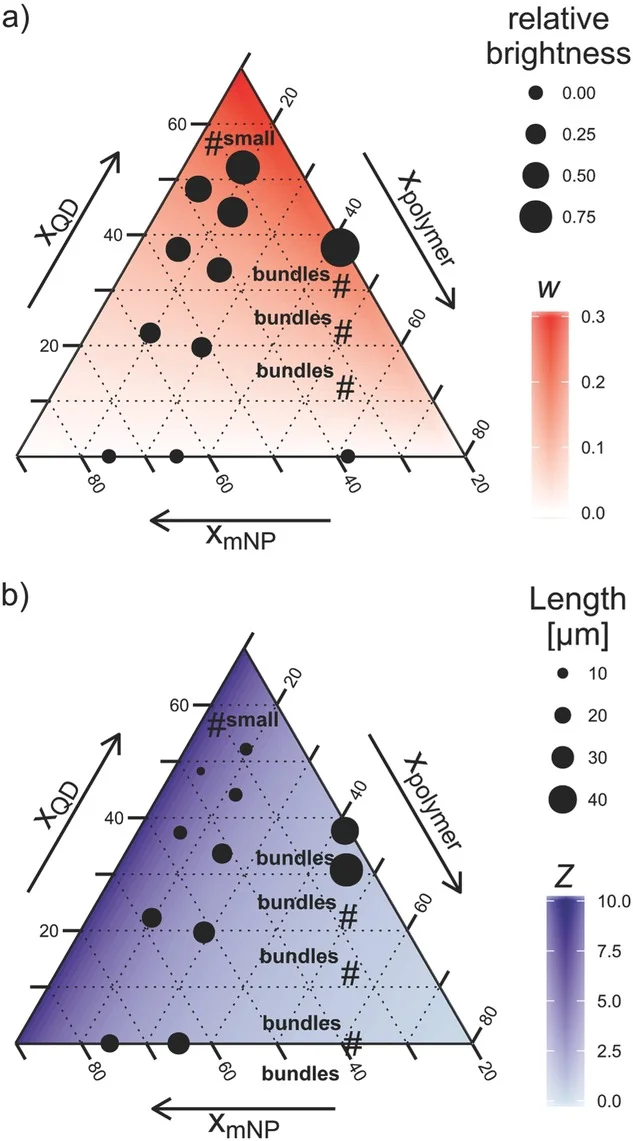 a)
relative
brightness
0.00
0.25
0.50
0.75
w
0.3
0.2
0.1
0.0
20
60
#small
xQD
xpolymer
40
40
bundles
#
bundles
#
60
20
bundles
#
80
80
60
40
20
xmNP
b)
Length
[µm]
10
20
30
40
Z
10.0
7.5
5.0
2.5
0.0
20
60
#small
xQD
xpolymer
40
40
bundles
bundles
#
60
20
bundles
#
bundles
#
80
80
60
bundles
40
20
xmNP